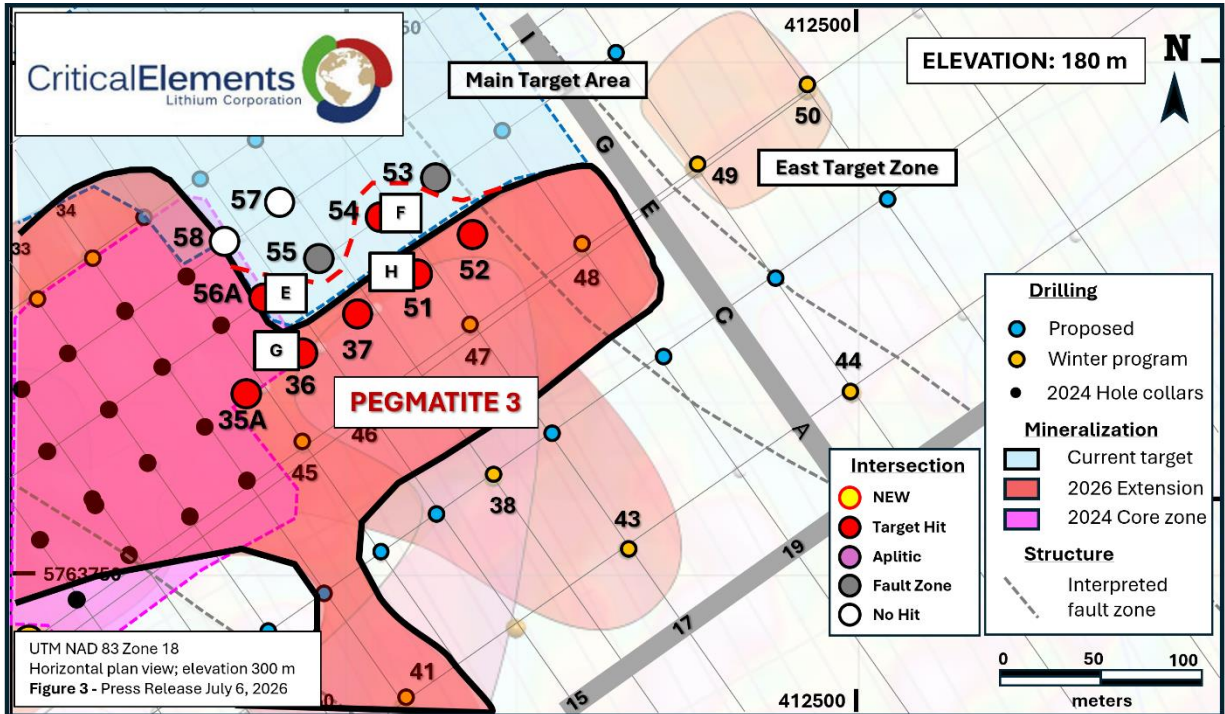 CriticalElements
Lithium Corporation
50
412500
ELEVATION: 180 m
N
Main Target Area
East Target Zone
I
G
E
C
A
50
49
53
57
54
F
58
55
34
33
H
52
48
56A
E
51
44
37
47
G
36
35A
PEGMATITE 3
46
45
38
43
19
17
15
41
0.
5763750
412500
Drilling
Proposed
Winter program
2024 Hole collars
Mineralization
Current target
2026 Extension
2024 Core zone
Structure
Interpreted
fault zone
Intersection
NEW
Target Hit
Aplitic
Fault Zone
No Hit
0 50 100
meters
UTM NAD 83 Zone 18
Horizontal plan view; elevation 300 m
Figure 3 - Press Release July 6, 2026